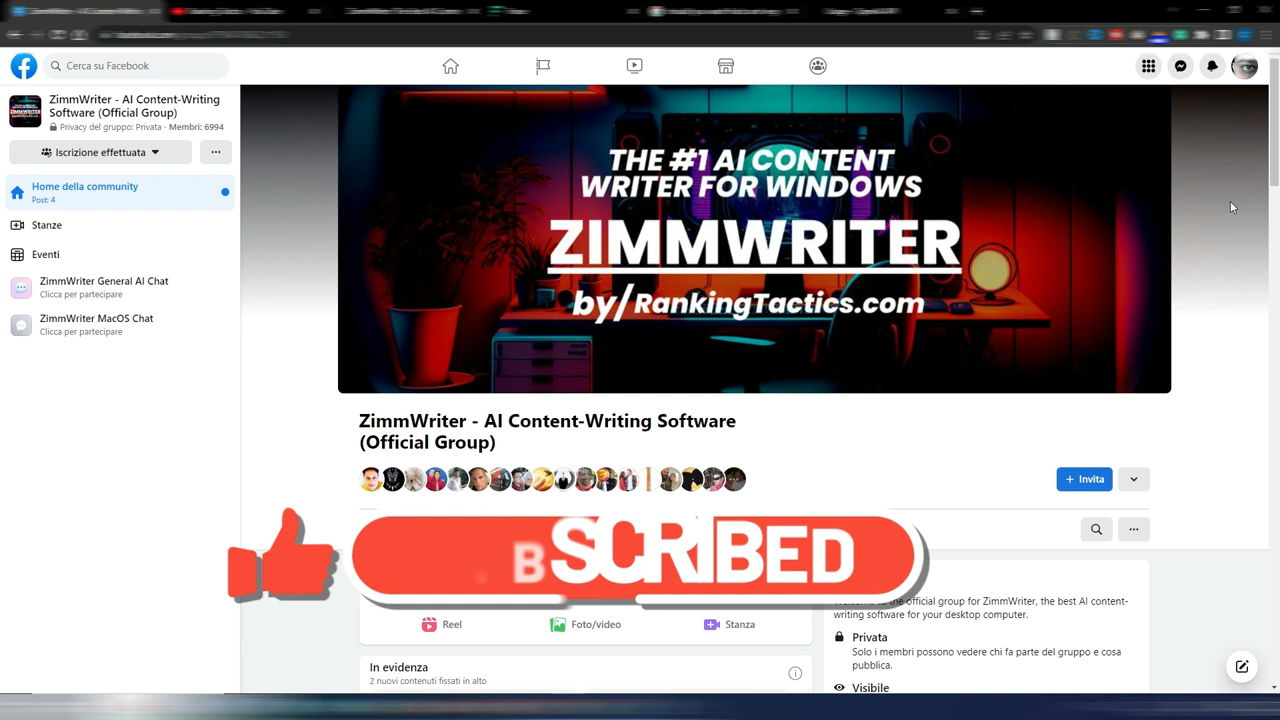 Cerca su Facebook
ZimmWriter - AI Content-Writing
Software (Official Group)
Privacy del gruppo: Privata · Membri: 6994
Iscrizione effettuata
Home della community
Post: 4
Stanze
Eventi
ZimmWriter General AI Chat
Clicca per partecipare
ZimmWriter MacOS Chat
Clicca per partecipare
THE #1 AI CONTENT
WRITER FOR WINDOWS
ZIMMWRITER
by/RankingTactics.com
ZimmWriter - AI Content-Writing Software
(Official Group)
+ Invita
BSCRIBED
Reel
Foto/video
Stanza
In evidenza
2 nuovi contenuti fissati in alto
official group for ZimmWriter, the best AI content-
writing software for your desktop computer.
Privata
Solo i membri possono vedere chi fa parte del gruppo e cosa
pubblica.
Visibile